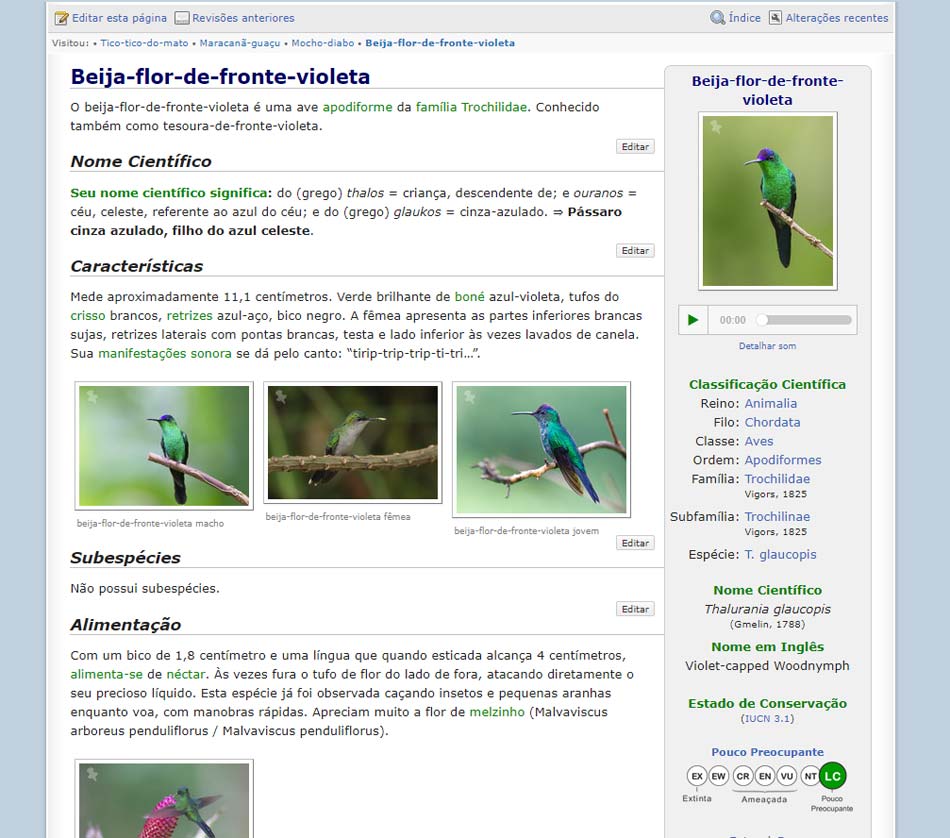 Editar esta página Revisões anteriores Índice Alterações recentes
Visitou: • Tico-tico-do-mato • Maracanã-guaçu • Mocho-diabo • Beija-flor-de-fronte-violeta
Beija-flor-de-fronte-violeta
O beija-flor-de-fronte-violeta é uma ave apodiforme da família Trochilidae. Conhecido
também como tesoura-de-fronte-violeta.
Editar
Nome Científico
Seu nome científico significa: do (grego) thalos = criança, descendente de; e ouranos =
céu, celeste, referente ao azul do céu; e do (grego) glaukos = cinza-azulado. ⇒ Pássaro
cinza azulado, filho do azul celeste.
Editar
Características
Mede aproximadamente 11,1 centímetros. Verde brilhante de boné azul-violeta, tufos do
crisso brancos, retrizes azul-aço, bico negro. A fêmea apresenta as partes inferiores brancas
sujas, retrizes laterais com pontas brancas, testa e lado inferior às vezes lavados de canela.
Sua manifestações sonora se dá pelo canto: “tirip-trip-trip-ti-tri…”.
beija-flor-de-fronte-violeta macho
beija-flor-de-fronte-violeta fêmea
beija-flor-de-fronte-violeta jovem
Editar
Subespécies
Não possui subespécies.
Editar
Alimentação
Com um bico de 1,8 centímetro e uma língua que quando esticada alcança 4 centímetros,
alimenta-se de néctar. Às vezes fura o tufo de flor do lado de fora, atacando diretamente o
seu precioso líquido. Esta espécie já foi observada caçando insetos e pequenas aranhas
enquanto voa, com manobras rápidas. Apreciam muito a flor de melzinho (Malvaviscus
arboreus penduliflorus / Malvaviscus penduliflorus).
Beija-flor-de-fronte-
violeta
00:00
Detalhar som
Classificação Científica
Reino: Animalia
Filo: Chordata
Classe: Aves
Ordem: Apodiformes
Família: Trochilidae
Vigors, 1825
Subfamília: Trochilinae
Vigors, 1825
Espécie: T. glaucopis
Nome Científico
Thalurania glaucopis
(Gmelin, 1788)
Nome em Inglês
Violet-capped Woodnymph
Estado de Conservação
(IUCN 3.1)
Pouco Preocupante
EX EW CR EN VU NT LC
Extinta Ameaçada Pouco
Preocupante